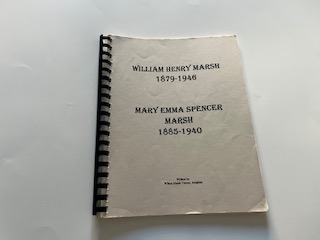 WILLIAM HENRY MARSH
1879-1946
MARY EMMA SPENCER
MARSH
1885-1940